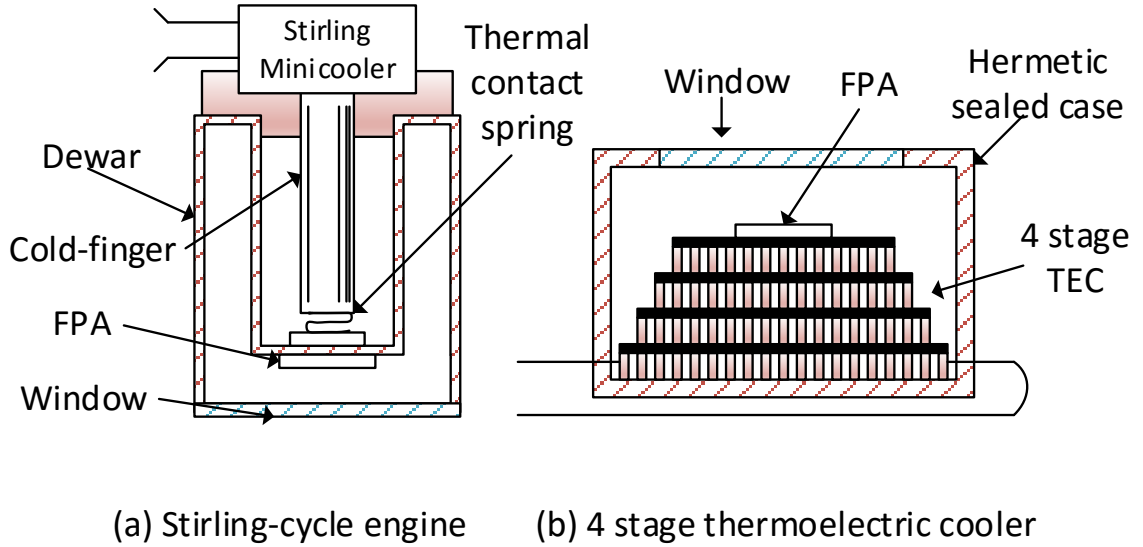 Stirling
Minicooler
Thermal
contact
spring
Dewar
Cold-finger
FPA
Window
Window
FPA
Hermetic
sealed case
4 stage
TEC
(a) Stirling-cycle engine
(b) 4 stage thermoelectric cooler